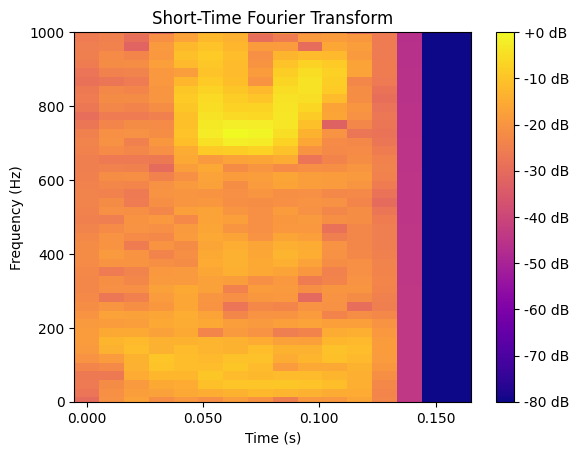 Short-Time Fourier Transform
1000
800
600
400
200
0
Frequency (Hz)
0.000
0.050
0.100
0.150
Time (s)
+0 dB
-10 dB
-20 dB
-30 dB
-40 dB
-50 dB
-60 dB
-70 dB
-80 dB